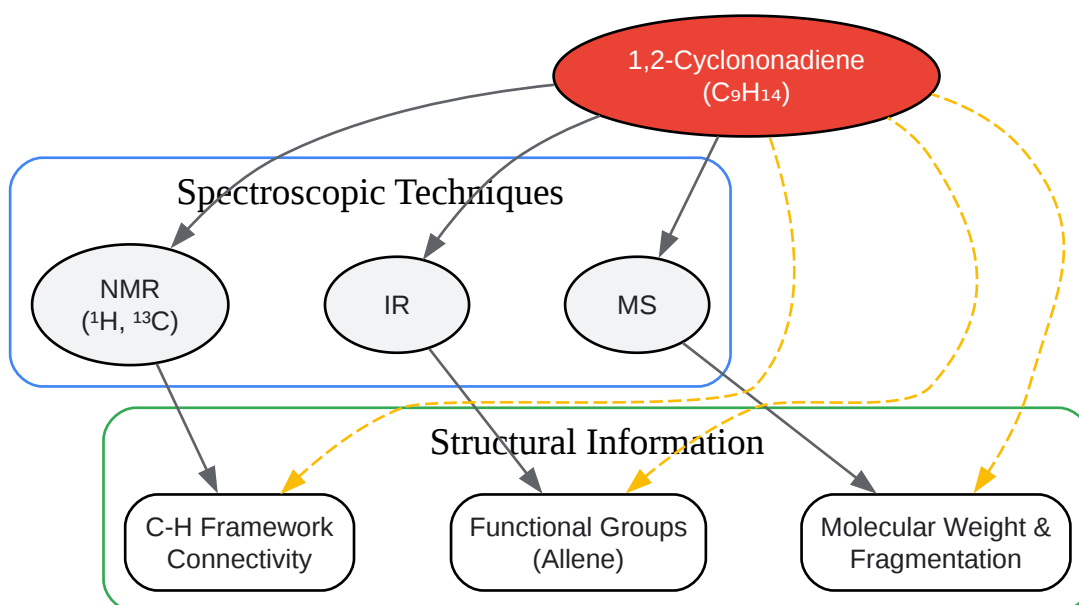 1,2-Cyclononadiene
(C₉H₁₄)
Spectroscopic Techniques
NMR
(¹H, ¹³C)
IR
MS
Structural Information
C-H Framework
Connectivity
Functional Groups
(Allene)
Molecular Weight &
Fragmentation